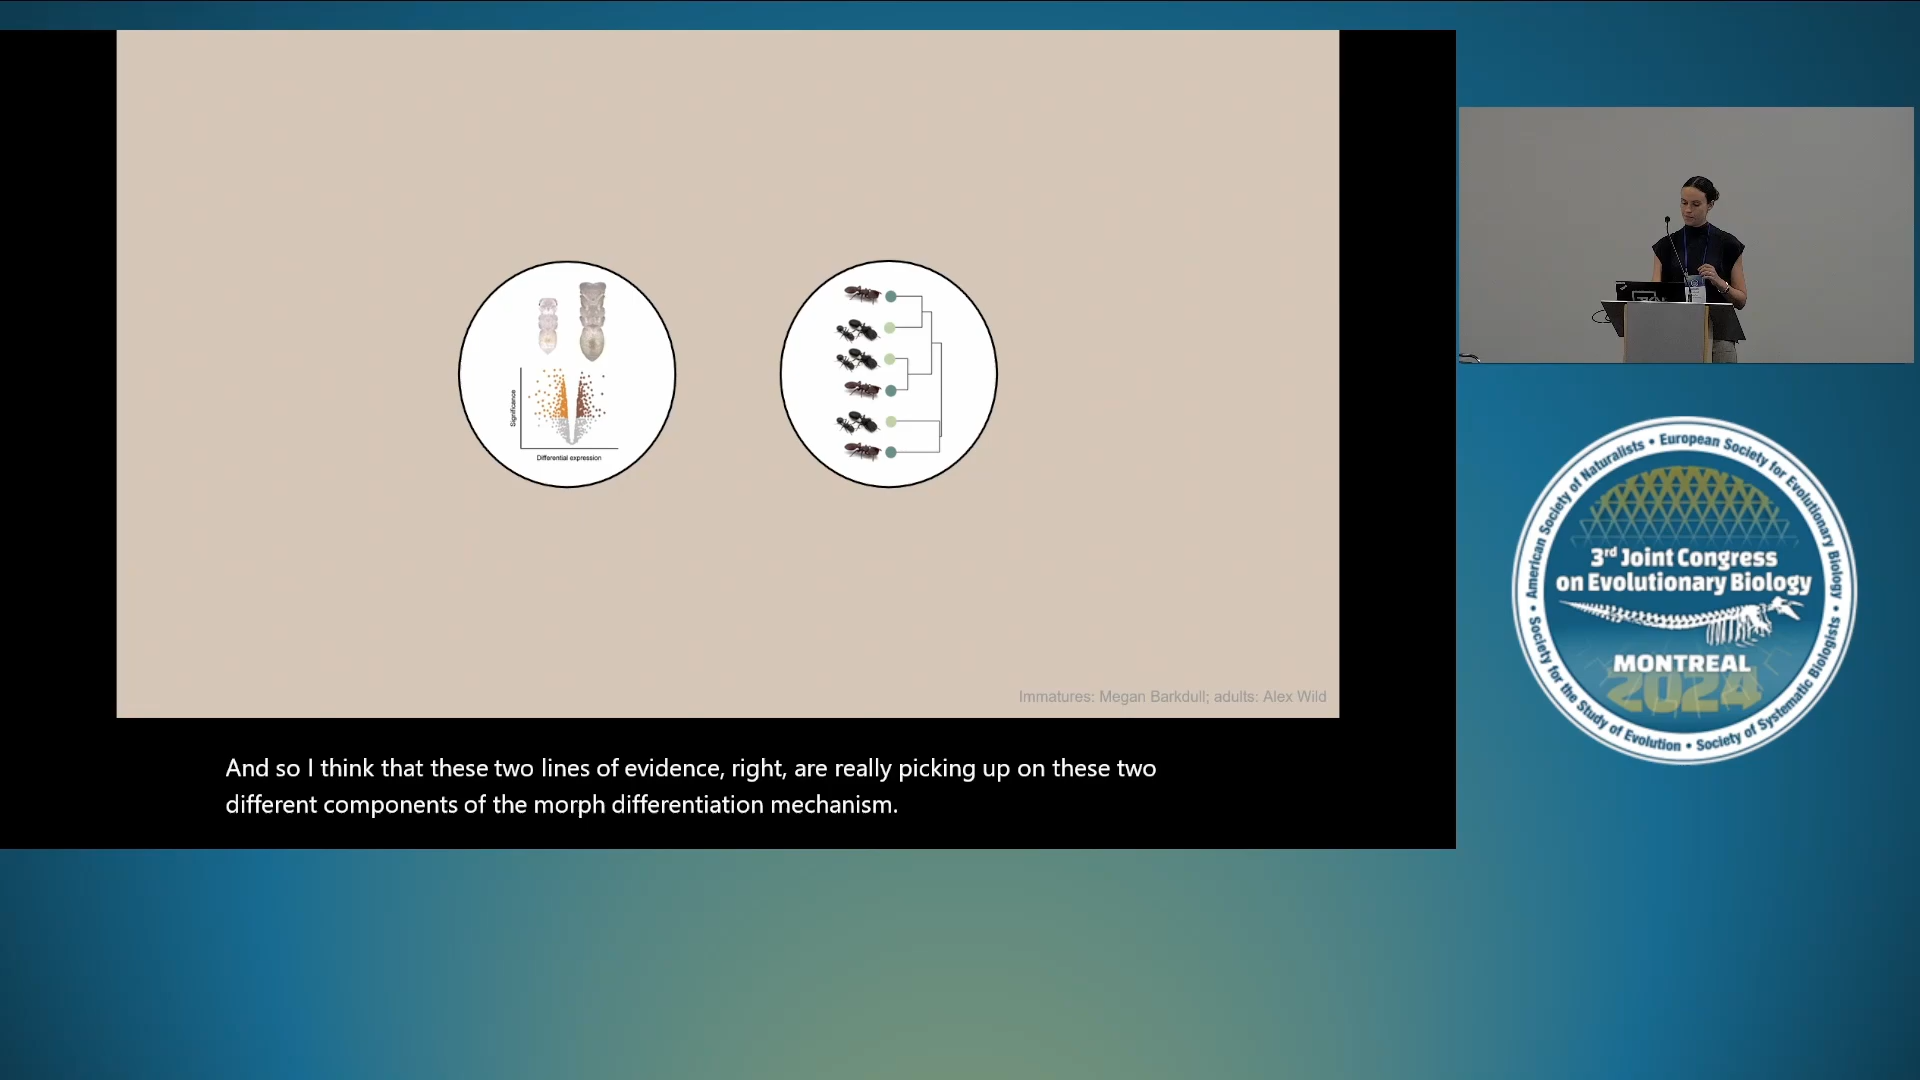 Significance
Differential expression
Immatures: Megan Barkdull; adults: Alex Wild
And so I think that these two lines of evidence, right, are really picking up on these two
different components of the morph differentiation mechanism.
American Society of Naturalists • European Society for Evolutionary Biology •
Society for the Study of Evolution • Society of Systematic Biologists •
3rd Joint Congress
on Evolutionary Biology
MONTREAL
2024